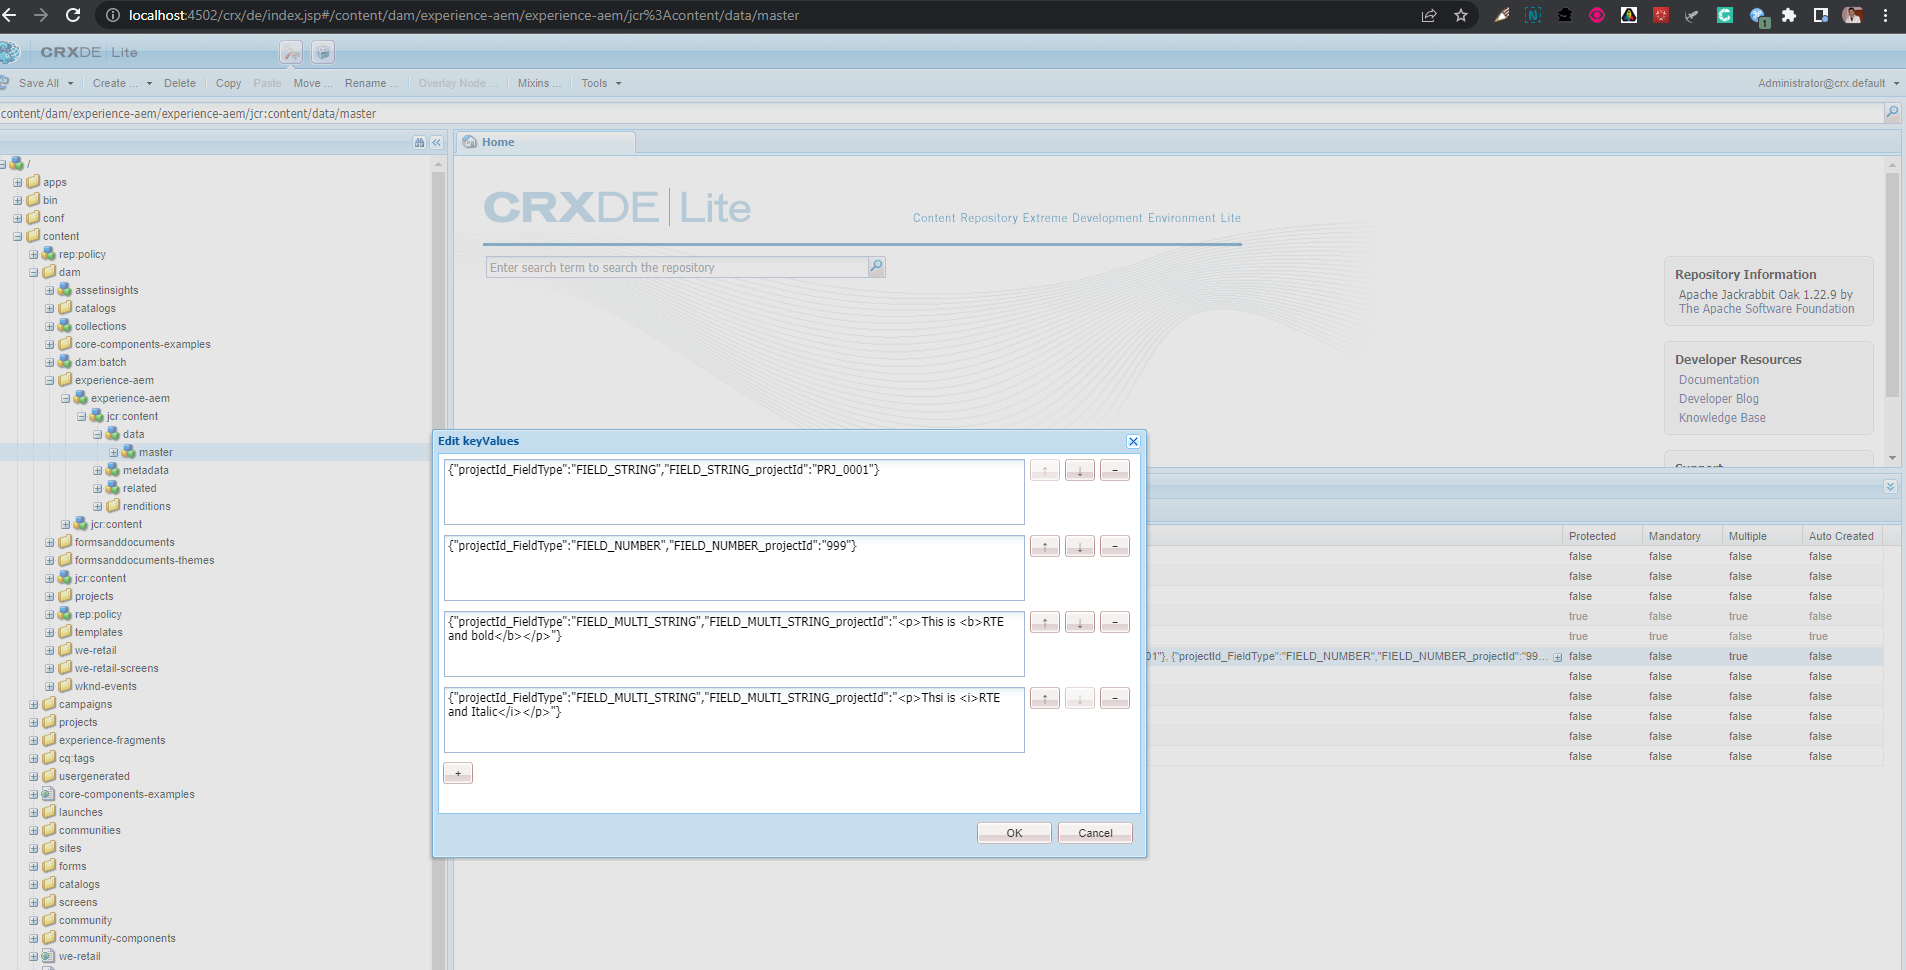 localhost:4502/crx/de/index.jsp#/content/dam/experience-aem/experience-aem/jcr%3Acontent/data/master
1
CRXDE | Lite
Save All
Create ...
Delete
Copy
Paste
Move ...
Rename ...
Overlay Node ...
Mixins ...
Tools
Administrator@crx.default
content/dam/experience-aem/experience-aem/jcr:content/data/master
/
apps
bin
conf
content
rep:policy
dam
assetinsights
catalogs
collections
core-components-examples
dam:batch
experience-aem
experience-aem
jcr:content
data
master
metadata
related
renditions
jcr:content
formsanddocuments
formsanddocuments-themes
jcr:content
projects
rep:policy
templates
we-retail
we-retail-screens
wknd-events
campaigns
projects
experience-fragments
cq:tags
usergenerated
core-components-examples
launches
communities
sites
forms
catalogs
screens
community
community-components
we-retail
Home
CRXDE | Lite
Content Repository Extreme Development Environment Lite
Enter search term to search the repository
Repository Information
Apache Jackrabbit Oak 1.22.9 by
The Apache Software Foundation
Developer Resources
Documentation
Developer Blog
Knowledge Base
Support
Edit keyValues
{"projectId_FieldType":"FIELD_STRING","FIELD_STRING_projectId":"PRJ_0001"}
{"projectId_FieldType":"FIELD_NUMBER","FIELD_NUMBER_projectId":"999"}
{"projectId_FieldType":"FIELD_MULTI_STRING","FIELD_MULTI_STRING_projectId":"<p>This is <b>RTE
and bold</b></p>"}
{"projectId_FieldType":"FIELD_MULTI_STRING","FIELD_MULTI_STRING_projectId":"<p>Thsi is <i>RTE
and Italic</i></p>"}
+
OK
Cancel
Protected Mandatory Multiple Auto Created
false false false false
false false false false
false false false false
true false true false
true true false true
01"}, {"projectId_FieldType":"FIELD_NUMBER","FIELD_NUMBER_projectId":"99... false false true false
false false false false
false false false false
false false false false
false false false false
false false false false